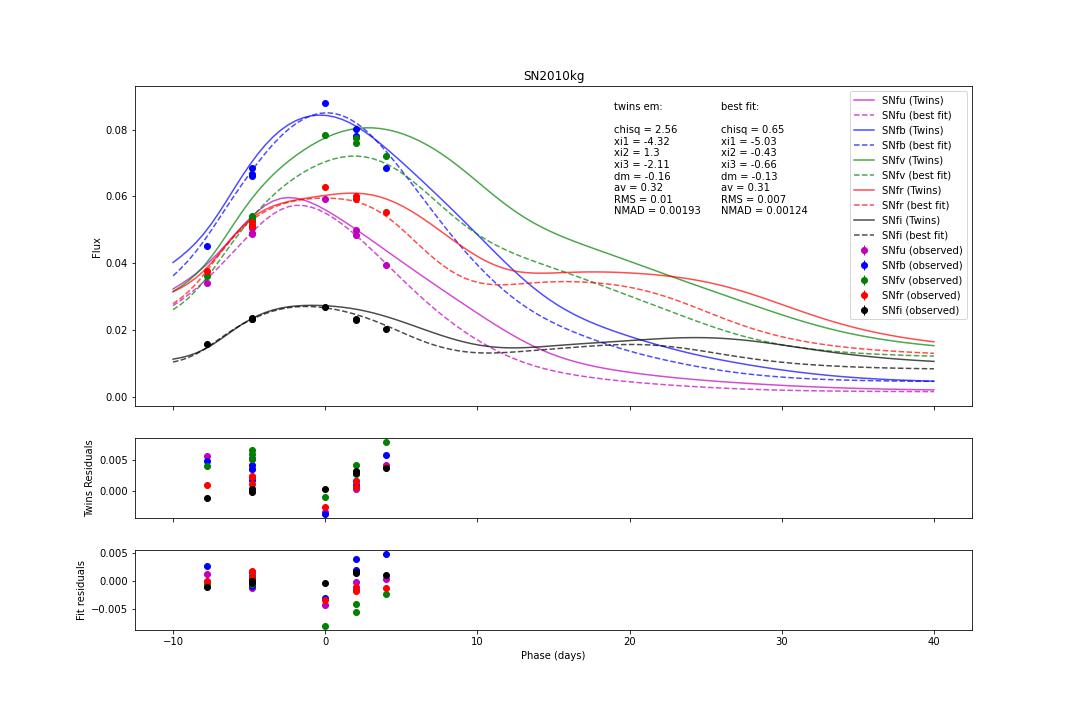 SN2010kg
Flux
0.08
0.06
0.04
0.02
0.00
twins em:
chisq = 2.56
xi1 = -4.32
xi2 = 1.3
xi3 = -2.11
dm = -0.16
av = 0.32
RMS = 0.01
NMAD = 0.00193
best fit:
chisq = 0.65
xi1 = -5.03
xi2 = -0.43
xi3 = -0.66
dm = -0.13
av = 0.31
RMS = 0.007
NMAD = 0.00124
SNfu (Twins)
SNfu (best fit)
SNfb (Twins)
SNfb (best fit)
SNfv (Twins)
SNfv (best fit)
SNfr (Twins)
SNfr (best fit)
SNfi (Twins)
SNfi (best fit)
SNfu (observed)
SNfb (observed)
SNfv (observed)
SNfr (observed)
SNfi (observed)
Twins Residuals
0.005
0.000
Fit residuals
0.005
0.000
−0.005
−10 0 10 20 30 40
Phase (days)